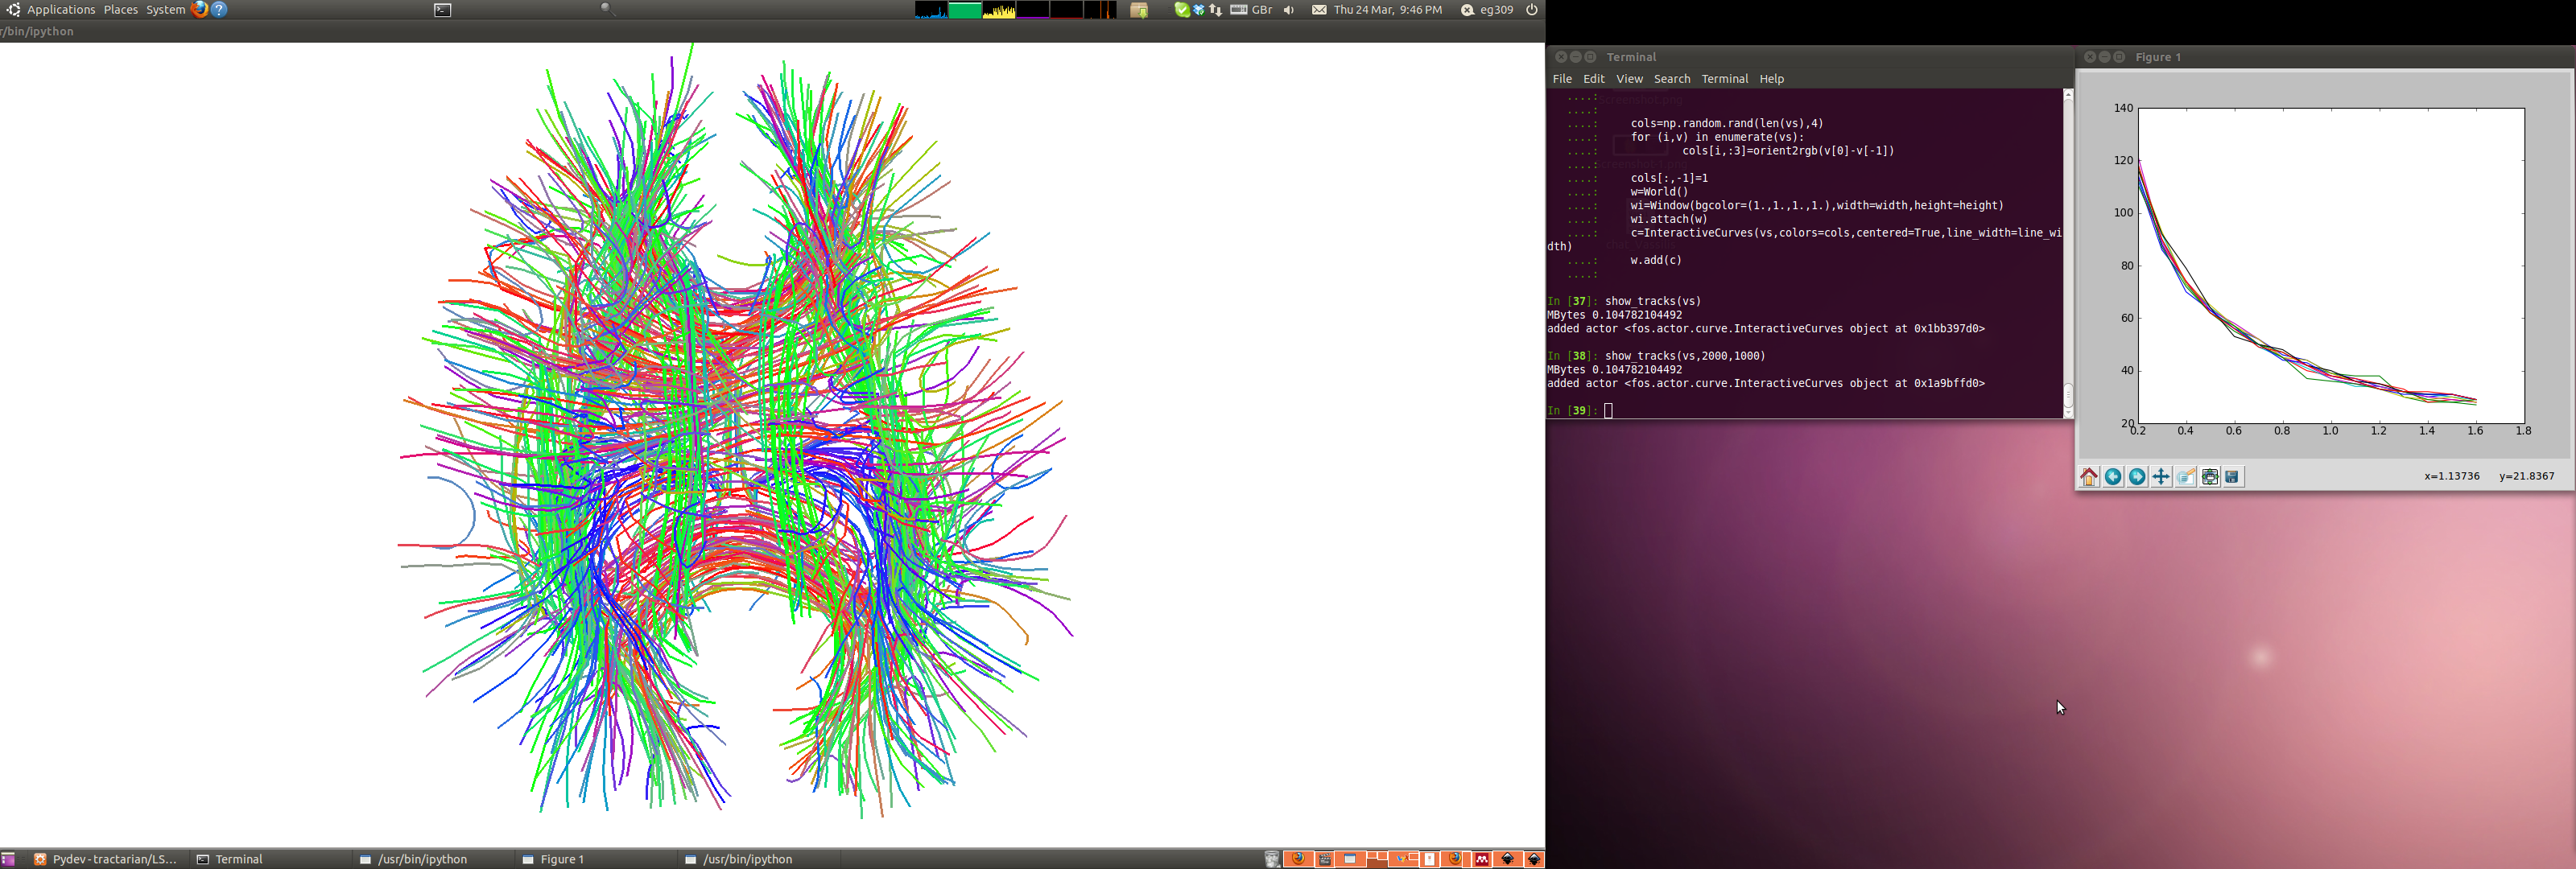 Applications Places System
GBr
Thu 24 Mar, 9:46 PM
eg309
r/bin/ipython
Terminal
File Edit View Search Terminal Help
....:
....:
....: cols=np.random.rand(len(vs),4)
....: for (i,v) in enumerate(vs):
....: cols[i,:3]=orient2rgb(v[0]-v[-1])
....:
....: cols[:,-1]=1
....: w=World()
....: wi=Window(bgcolor=(1.,1.,1.,1.),width=width,height=height)
....: wi.attach(w)
....: c=InteractiveCurves(vs,colors=cols,centered=True,line_width=line_wi
dth)
....: w.add(c)
....:
In [37]: show_tracks(vs)
MBytes 0.104782104492
added actor <fos.actor.curve.InteractiveCurves object at 0x1bb397d0>
In [38]: show_tracks(vs,2000,1000)
MBytes 0.104782104492
added actor <fos.actor.curve.InteractiveCurves object at 0x1a9bffd0>
In [39]:
Figure 1
140
120
100
80
60
40
20
0.2 0.4 0.6 0.8 1.0 1.2 1.4 1.6 1.8
x=1.13736 y=21.8367
Pydev - tractarian/LS...
Terminal
/usr/bin/ipython
Figure 1
/usr/bin/ipython